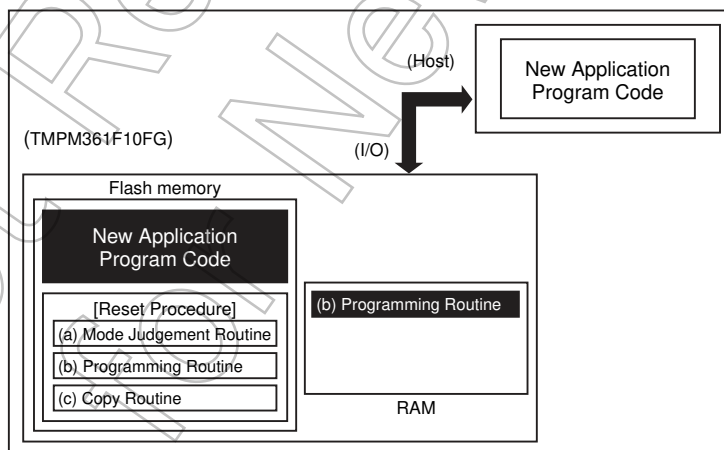 (Host)
New Application
Program Code
(TMPM361F10FG)
(I/O)
Flash memory
New Application
Program Code
[Reset Procedure]
(a) Mode Judgement Routine
(b) Programming Routine
(c) Copy Routine
(b) Programming Routine
RAM